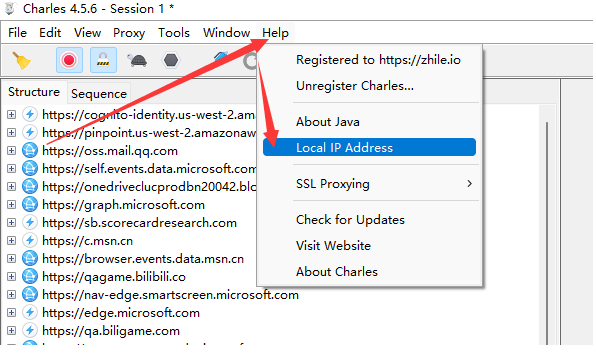 Charles 4.5.6 - Session 1 *
File Edit View Proxy Tools Window Help
Structure Sequence
https://cognito-identity.us-west-2.amazonaw
https://pinpoint.us-west-2.amazonaw
https://oss.mail.qq.com
https://self.events.data.microsoft.com
https://onedriveclucprodbn20042.blo
https://graph.microsoft.com
https://sb.scorecardresearch.com
https://c.msn.cn
https://browser.events.data.msn.cn
https://qagame.bilibili.co
https://nav-edge.smartscreen.microsoft.com
https://edge.microsoft.com
https://qa.biligame.com
Registered to https://zhile.io
Unregister Charles...
About Java
Local IP Address
SSL Proxying
Check for Updates
Visit Website
About Charles